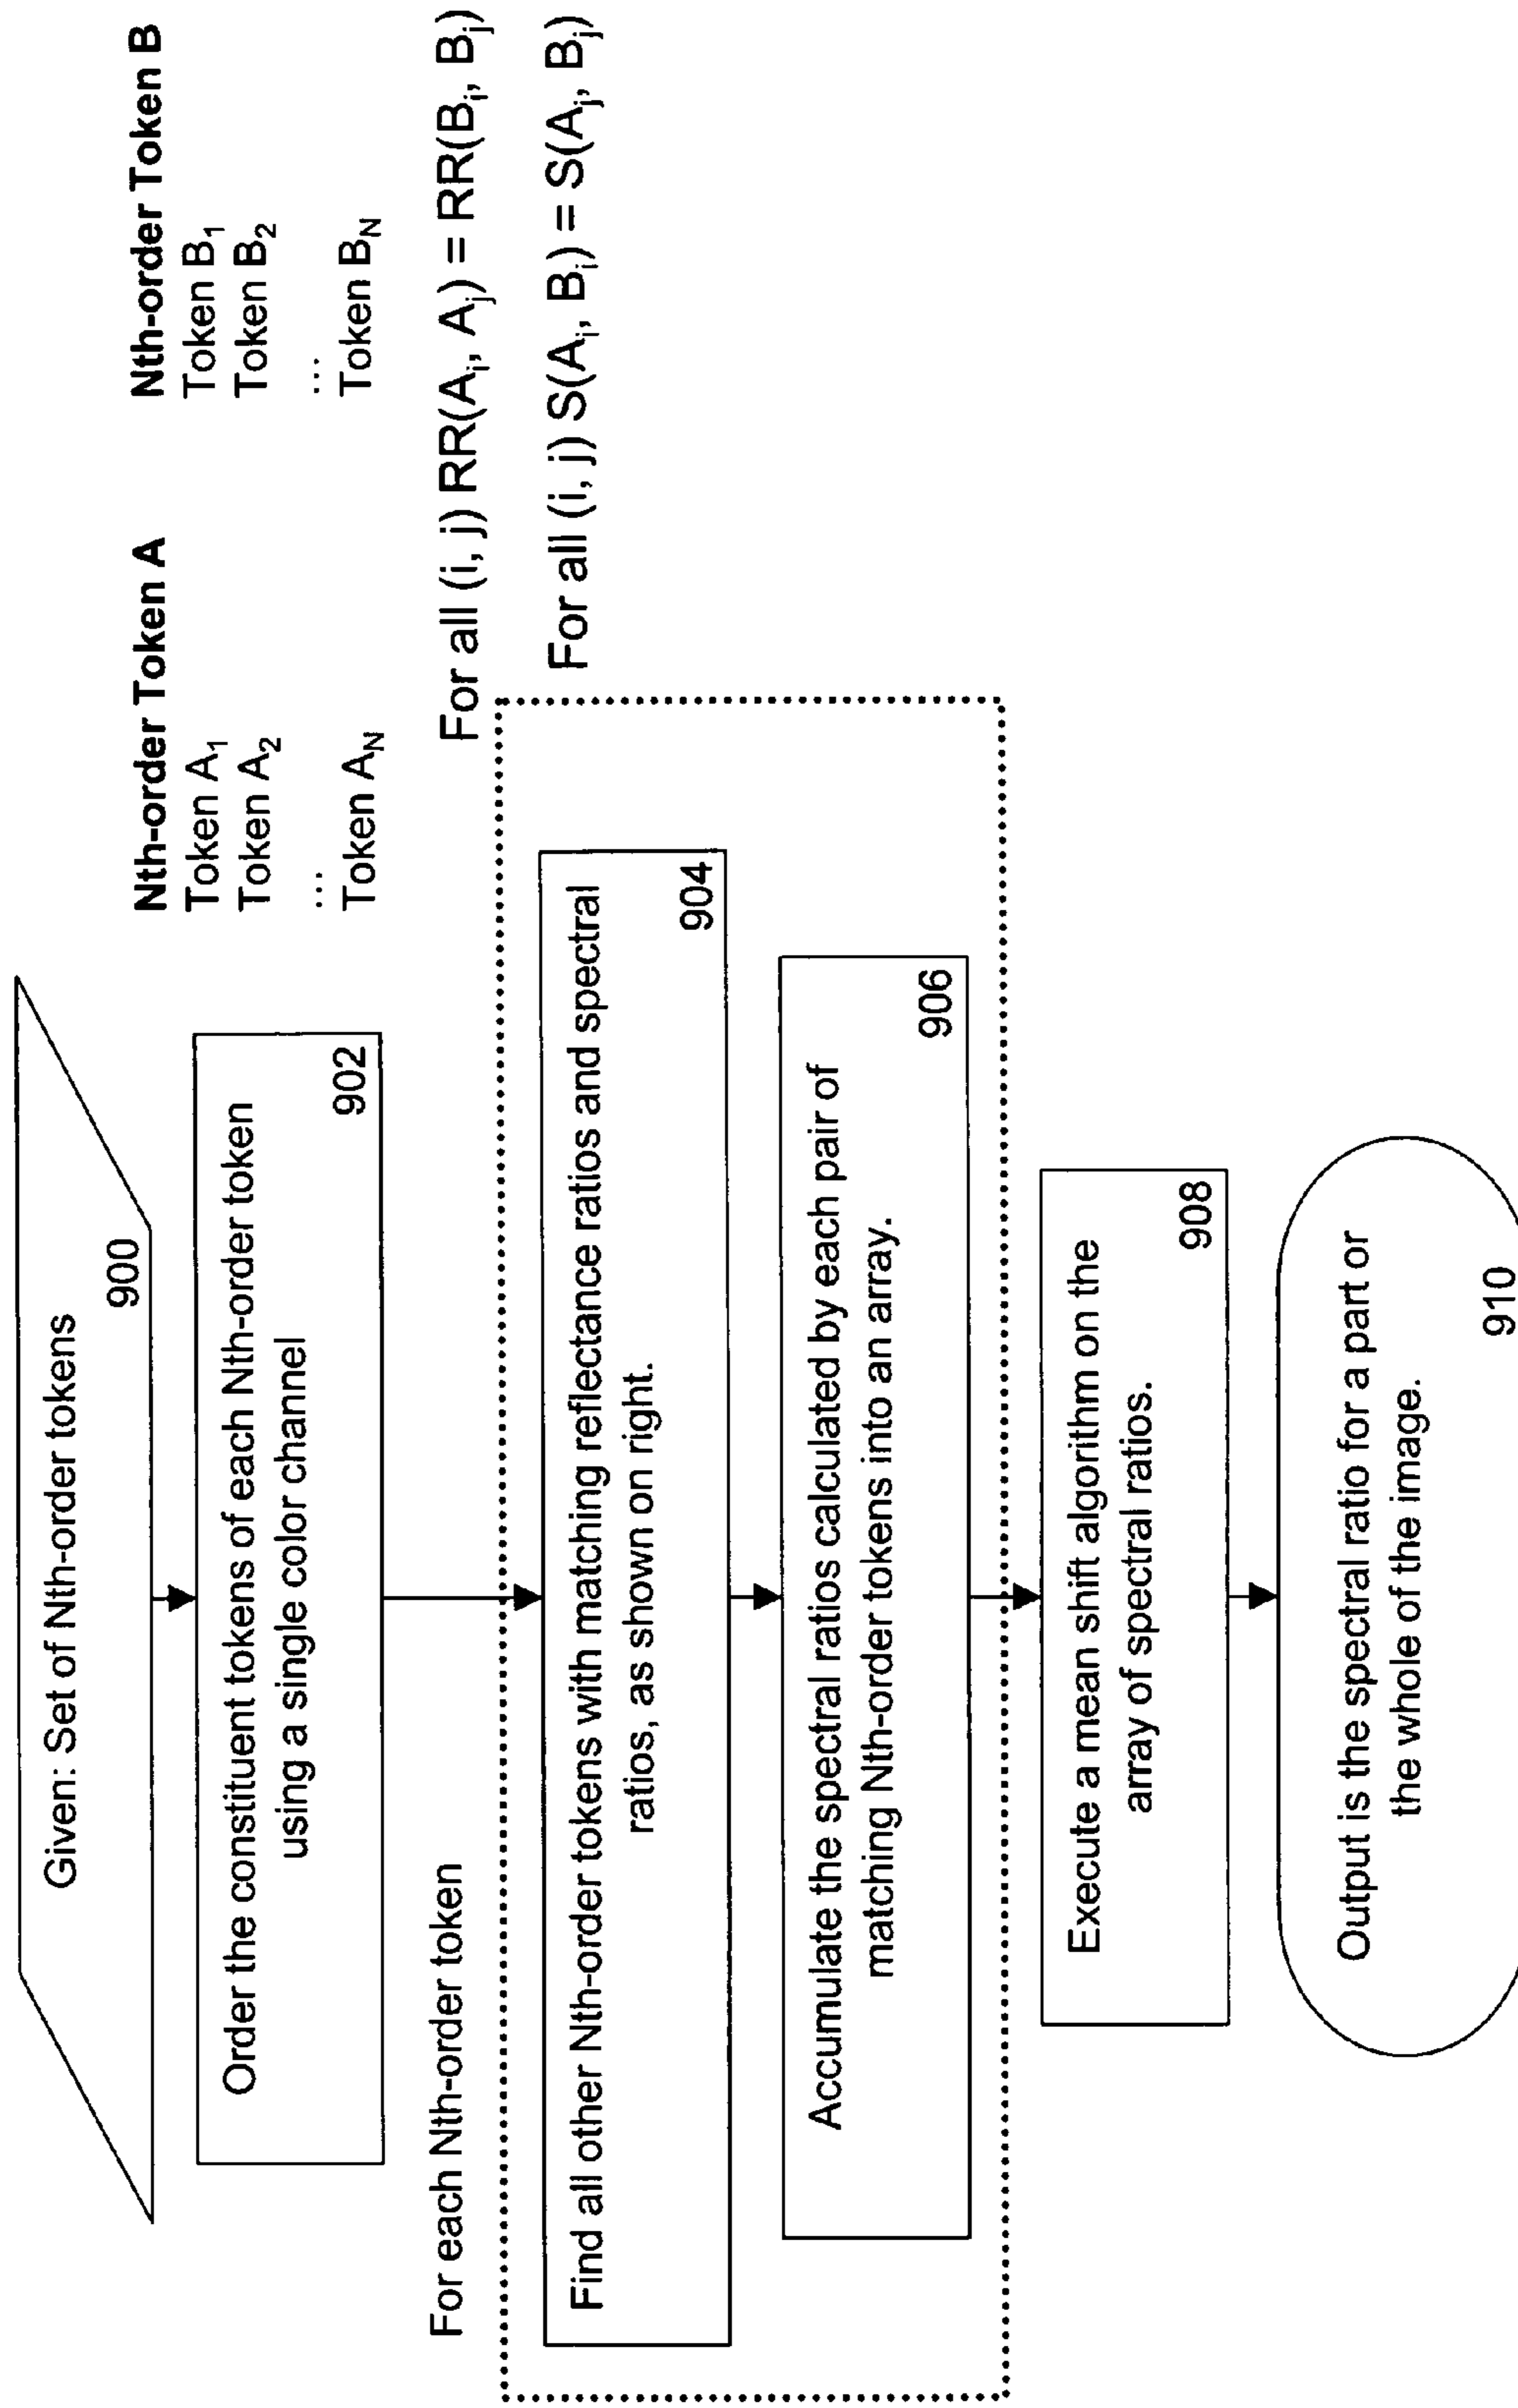 Given: Set of Nth-order tokens
900
Order the constituent tokens of each Nth-order token
using a single color channel
902
Nth-order Token A
Token A₁
Token A₂
...
Token A_N
Nth-order Token B
Token B₁
Token B₂
...
Token B_N
For each Nth-order token
For all (i, j) RR(Aᵢ, Aⱼ) = RR(Bᵢ, Bⱼ)
For all (i, j) S(Aᵢ, Bᵢ) = S(Aⱼ, Bⱼ)
Find all other Nth-order tokens with matching reflectance ratios and spectral
ratios, as shown on right.
904
Accumulate the spectral ratios calculated by each pair of
matching Nth-order tokens into an array.
906
Execute a mean shift algorithm on the
array of spectral ratios.
908
Output is the spectral ratio for a part or
the whole of the image.
910